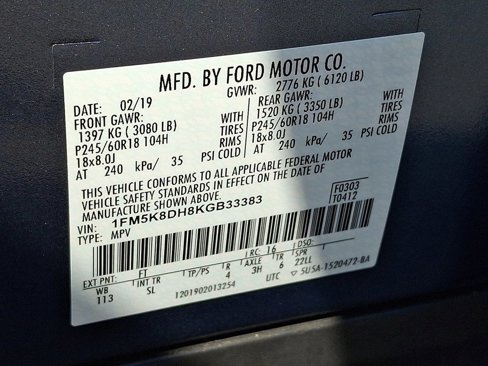 MFD. BY FORD MOTOR CO.
DATE: 02/19 GVWR: 2776 KG ( 6120 LB)
FRONT GAWR: REAR GAWR:
1397 KG ( 3080 LB) WITH 1520 KG ( 3350 LB) WITH
P245/60R18 104H TIRES P245/60R18 104H TIRES
18x8.0J RIMS 18x8.0J RIMS
AT 240 kPa/ 35 PSI COLD AT 240 kPa/ 35 PSI COLD
THIS VEHICLE CONFORMS TO ALL APPLICABLE FEDERAL MOTOR
VEHICLE SAFETY STANDARDS IN EFFECT ON THE DATE OF
MANUFACTURE SHOWN ABOVE.
VIN: 1FM5K8DH8KGB33383 F0303
TYPE: MPV T0412
RC: 16 DSO:
EXT PNT: FT INT TR TP/PS R AXLE TR SPR
WB SL 4 3H 6 22LL
113 1201902013254 UTC 5U5A-1520472-BA